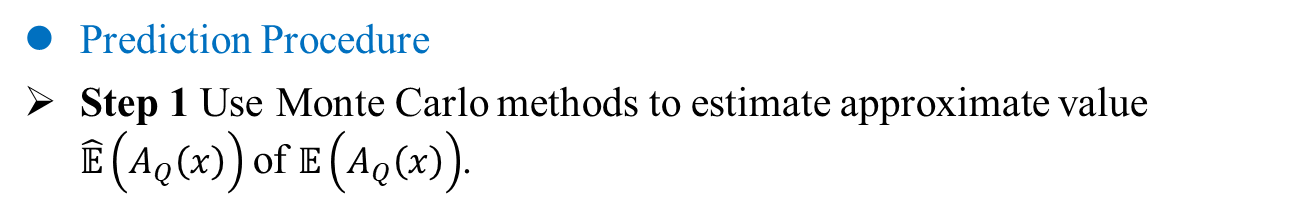 ● Prediction Procedure
➢ Step 1 Use Monte Carlo methods to estimate approximate value
𝔼̂(A_Q(x)) of 𝔼(A_Q(x)).